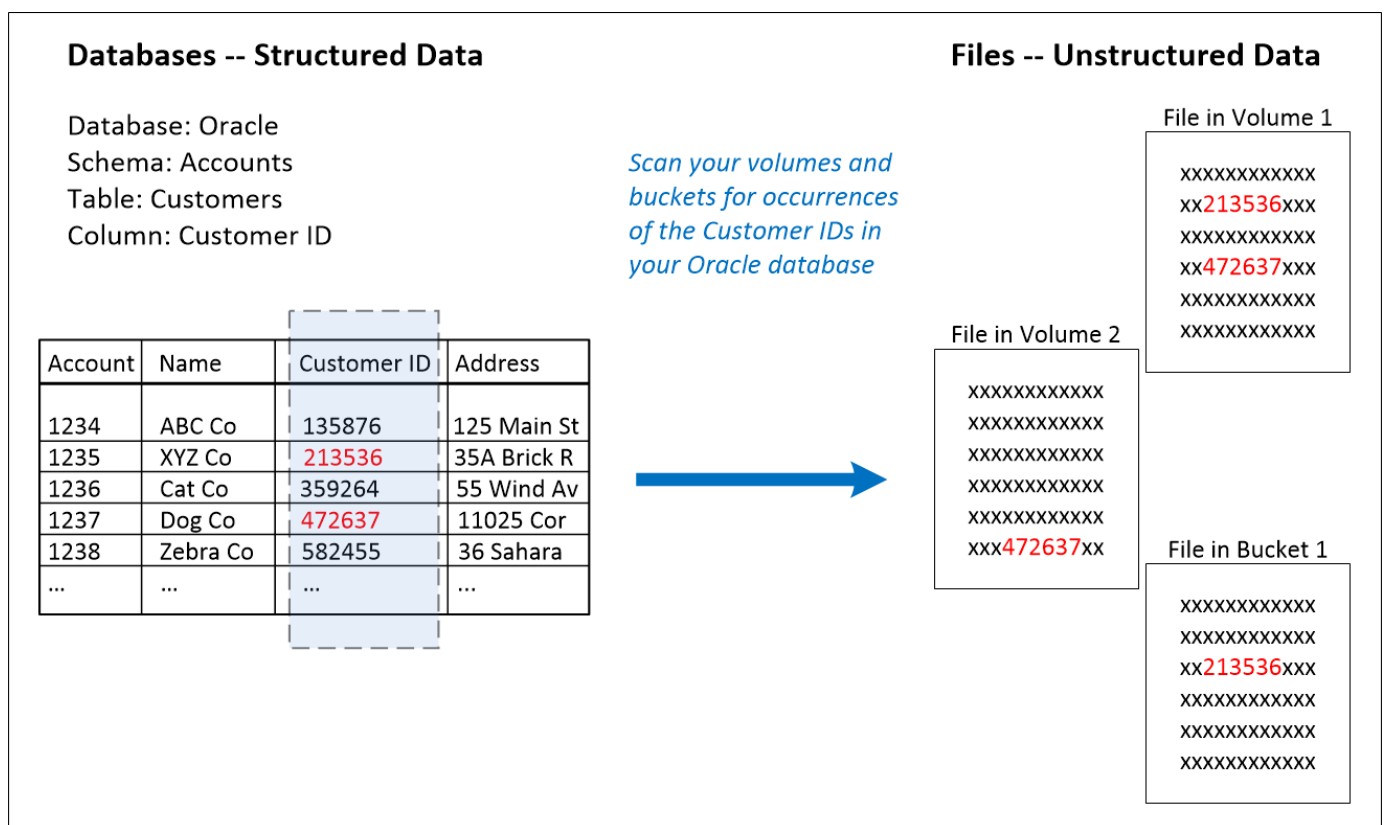 Databases -- Structured Data
Database: Oracle
Schema: Accounts
Table: Customers
Column: Customer ID
Scan your volumes and
buckets for occurrences
of the Customer IDs in
your Oracle database
Account Name Customer ID Address
1234 ABC Co 135876 125 Main St
1235 XYZ Co 213536 35A Brick R
1236 Cat Co 359264 55 Wind Av
1237 Dog Co 472637 11025 Cor
1238 Zebra Co 582455 36 Sahara
... ... ... ...
Files -- Unstructured Data
File in Volume 1
xxxxxxxxxxxx
xx213536xxx
xxxxxxxxxxxx
xx472637xxx
xxxxxxxxxxxx
xxxxxxxxxxxx
File in Volume 2
xxxxxxxxxxxx
xxxxxxxxxxxx
xxxxxxxxxxxx
xxxxxxxxxxxx
xxxxxxxxxxxx
xxx472637xx
File in Bucket 1
xxxxxxxxxxxx
xxxxxxxxxxxx
xx213536xxx
xxxxxxxxxxxx
xxxxxxxxxxxx
xxxxxxxxxxxx